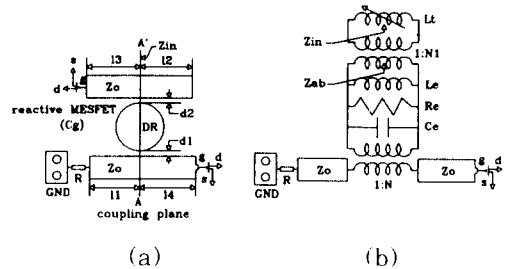 A' Zin
l3 l2
s
d
Zo
reactive MESFET
(Cg)
d2
DR
d1
g d
s
Zo
R
GND
l1 l4
A
coupling plane
(a)
Lt
Zin
1:N1
Zab
Le
Re
Ce
g d
s
Zo Zo
R
1:N
GND
(b)